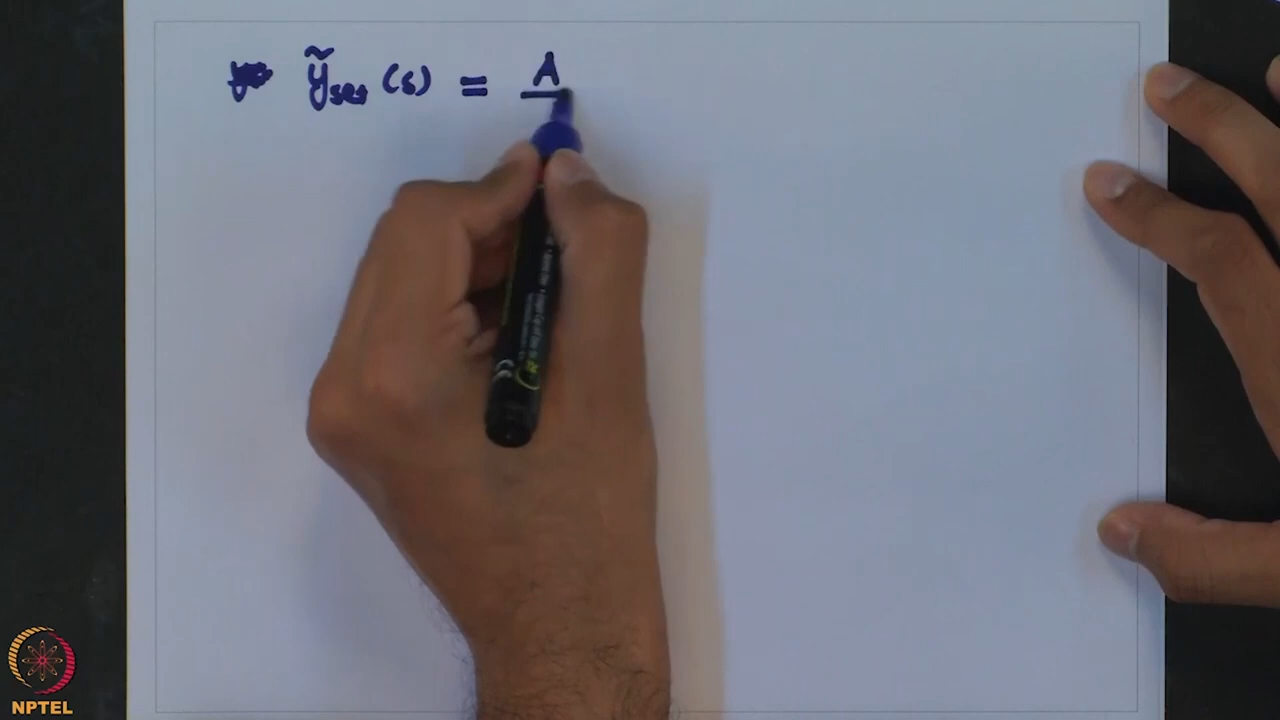 ỹ_ses (s) = A
NPTEL